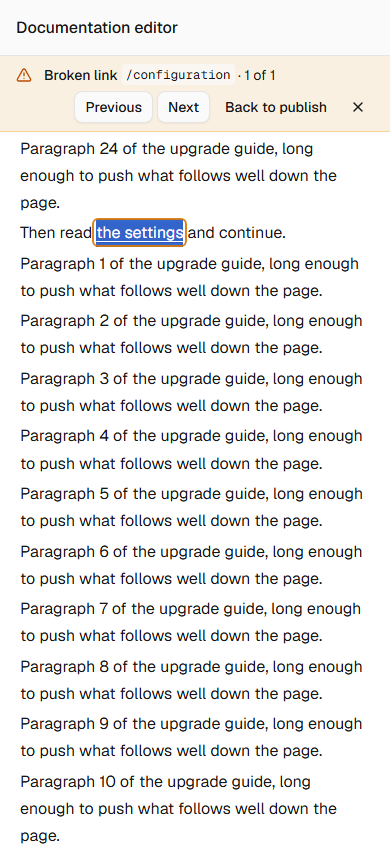 Documentation editor
Broken link /configuration · 1 of 1
Previous Next Back to publish ×
Paragraph 24 of the upgrade guide, long
enough to push what follows well down the
page.
Then read the settings and continue.
Paragraph 1 of the upgrade guide, long enough
to push what follows well down the page.
Paragraph 2 of the upgrade guide, long enough
to push what follows well down the page.
Paragraph 3 of the upgrade guide, long enough
to push what follows well down the page.
Paragraph 4 of the upgrade guide, long enough
to push what follows well down the page.
Paragraph 5 of the upgrade guide, long enough
to push what follows well down the page.
Paragraph 6 of the upgrade guide, long enough
to push what follows well down the page.
Paragraph 7 of the upgrade guide, long enough
to push what follows well down the page.
Paragraph 8 of the upgrade guide, long enough
to push what follows well down the page.
Paragraph 9 of the upgrade guide, long enough
to push what follows well down the page.
Paragraph 10 of the upgrade guide, long
enough to push what follows well down the
page.